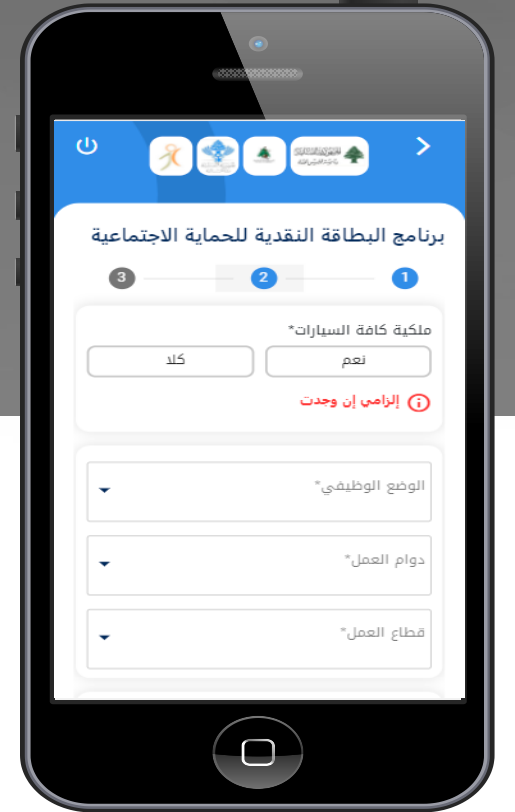 برنامج البطاقة النقدية للحماية الاجتماعية
1
2
3
ملكية كافة السيارات*
نعم
كلا
إلزامي إن وجدت
الوضع الوظيفي*
دوام العمل*
قطاع العمل*